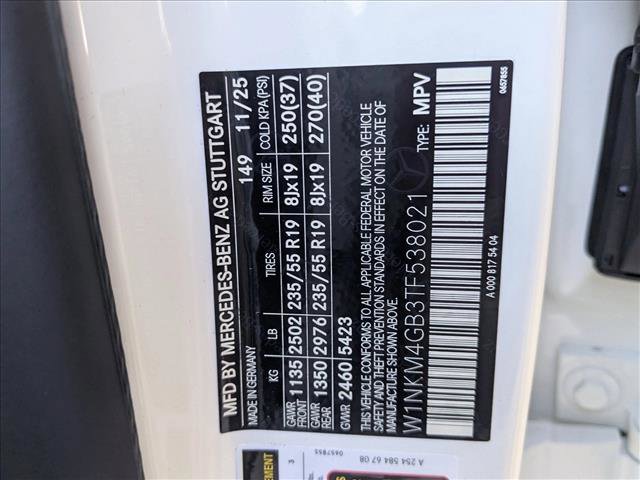 MFD BY MERCEDES-BENZ AG STUTTGART
MADE IN GERMANY 149 11/25
KG LB TIRES RIM SIZE COLD KPA (PSI)
GAWR FRONT 1135 2502 235/55 R19 8Jx19 250(37)
GAWR REAR 1350 2976 235/55 R19 8Jx19 270(40)
GVWR 2460 5423
THIS VEHICLE CONFORMS TO ALL APPLICABLE FEDERAL MOTOR VEHICLE
SAFETY AND THEFT PREVENTION STANDARDS IN EFFECT ON THE DATE OF
MANUFACTURE SHOWN ABOVE.
W1NKM4GB3TF538021 TYPE: MPV
A 000 817 54 04 0457855
A 254 584 67 08
0457855
3